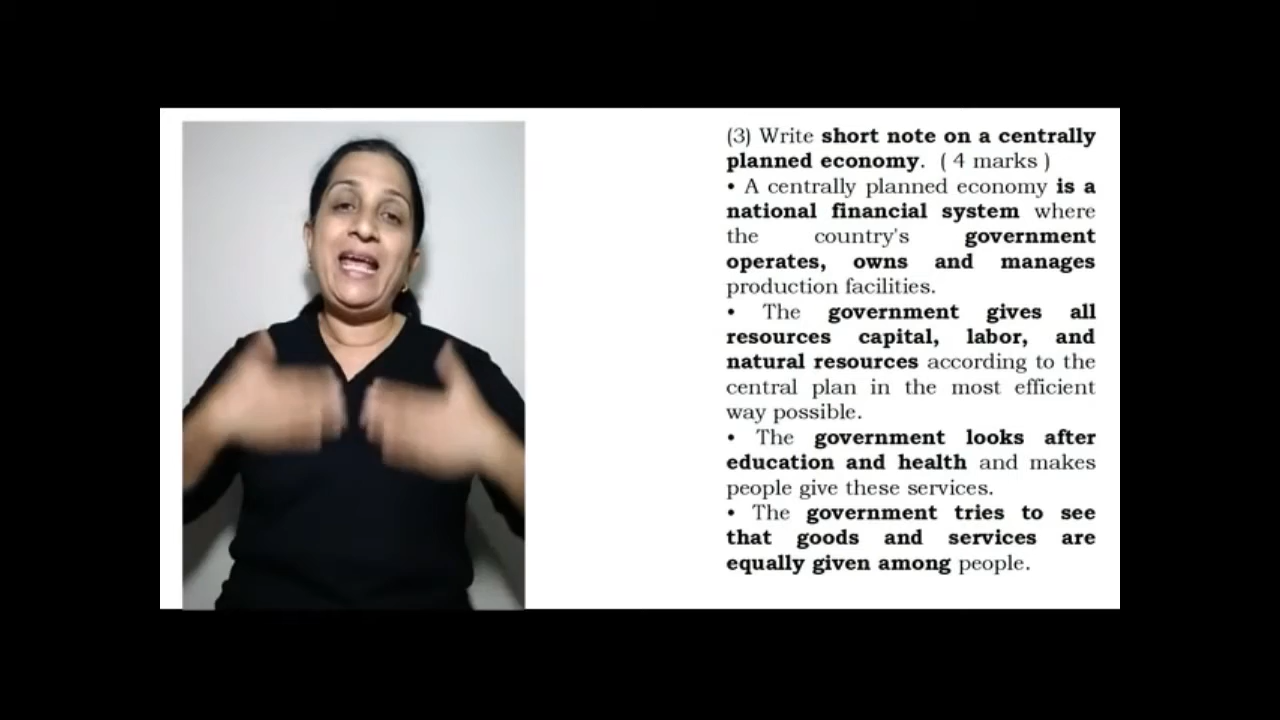 (3) Write short note on a centrally
planned economy. ( 4 marks )
• A centrally planned economy is a
national financial system where
the country's government
operates, owns and manages
production facilities.
• The government gives all
resources capital, labor, and
natural resources according to the
central plan in the most efficient
way possible.
• The government looks after
education and health and makes
people give these services.
• The government tries to see
that goods and services are
equally given among people.